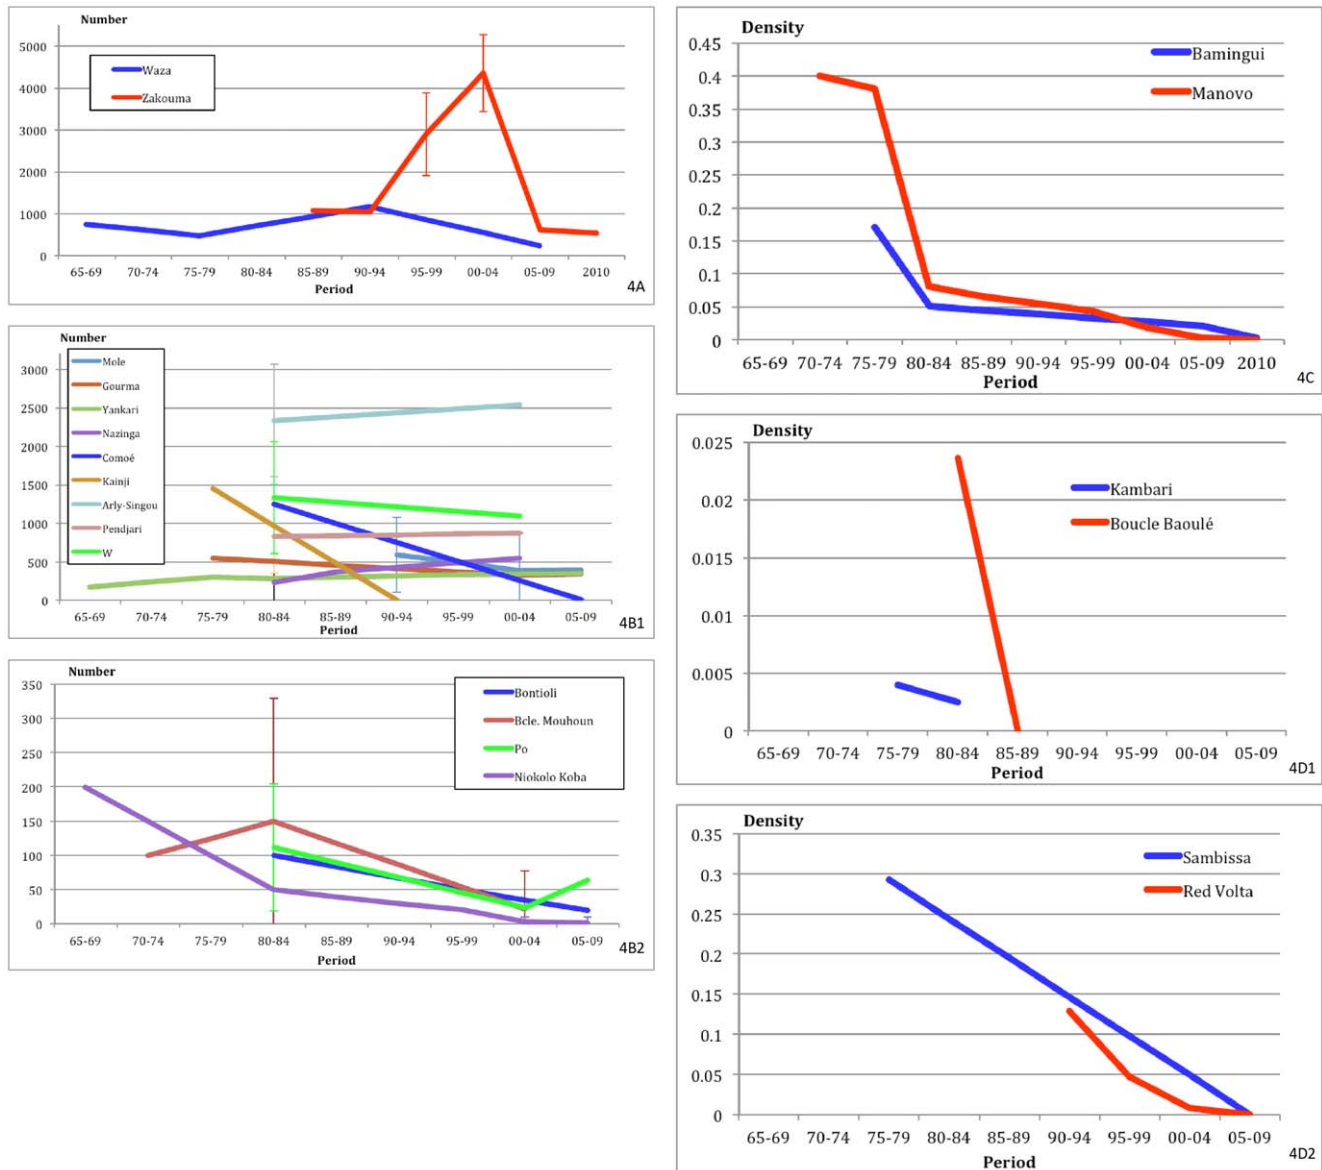 Number
5000
4000
3000
2000
1000
0
Waza
Zakouma
65-69 70-74 75-79 80-84 85-89 90-94 95-99 00-04 05-09 2010
Period
4A
Number
3000
2500
2000
1500
1000
500
0
Mole
Gourma
Yankari
Nazinga
Comoé
Kainji
Arly-Singou
Pendjari
W
65-69 70-74 75-79 80-84 85-89 90-94 95-99 00-04 05-09
Period
4B1
Number
350
300
250
200
150
100
50
0
Bontioli
Bcle. Mouhoun
Po
Niokolo Koba
65-69 70-74 75-79 80-84 85-89 90-94 95-99 00-04 05-09
Period
4B2
Density
0.45
0.4
0.35
0.3
0.25
0.2
0.15
0.1
0.05
0
Bamingui
Manovo
65-69 70-74 75-79 80-84 85-89 90-94 95-99 00-04 05-09 2010
Period
4C
Density
0.025
0.02
0.015
0.01
0.005
0
Kambari
Boucle Baoulé
65-69 70-74 75-79 80-84 85-89 90-94 95-99 00-04 05-09
Period
4D1
Density
0.35
0.3
0.25
0.2
0.15
0.1
0.05
0
Sambissa
Red Volta
65-69 70-74 75-79 80-84 85-89 90-94 95-99 00-04 05-09
Period
4D2